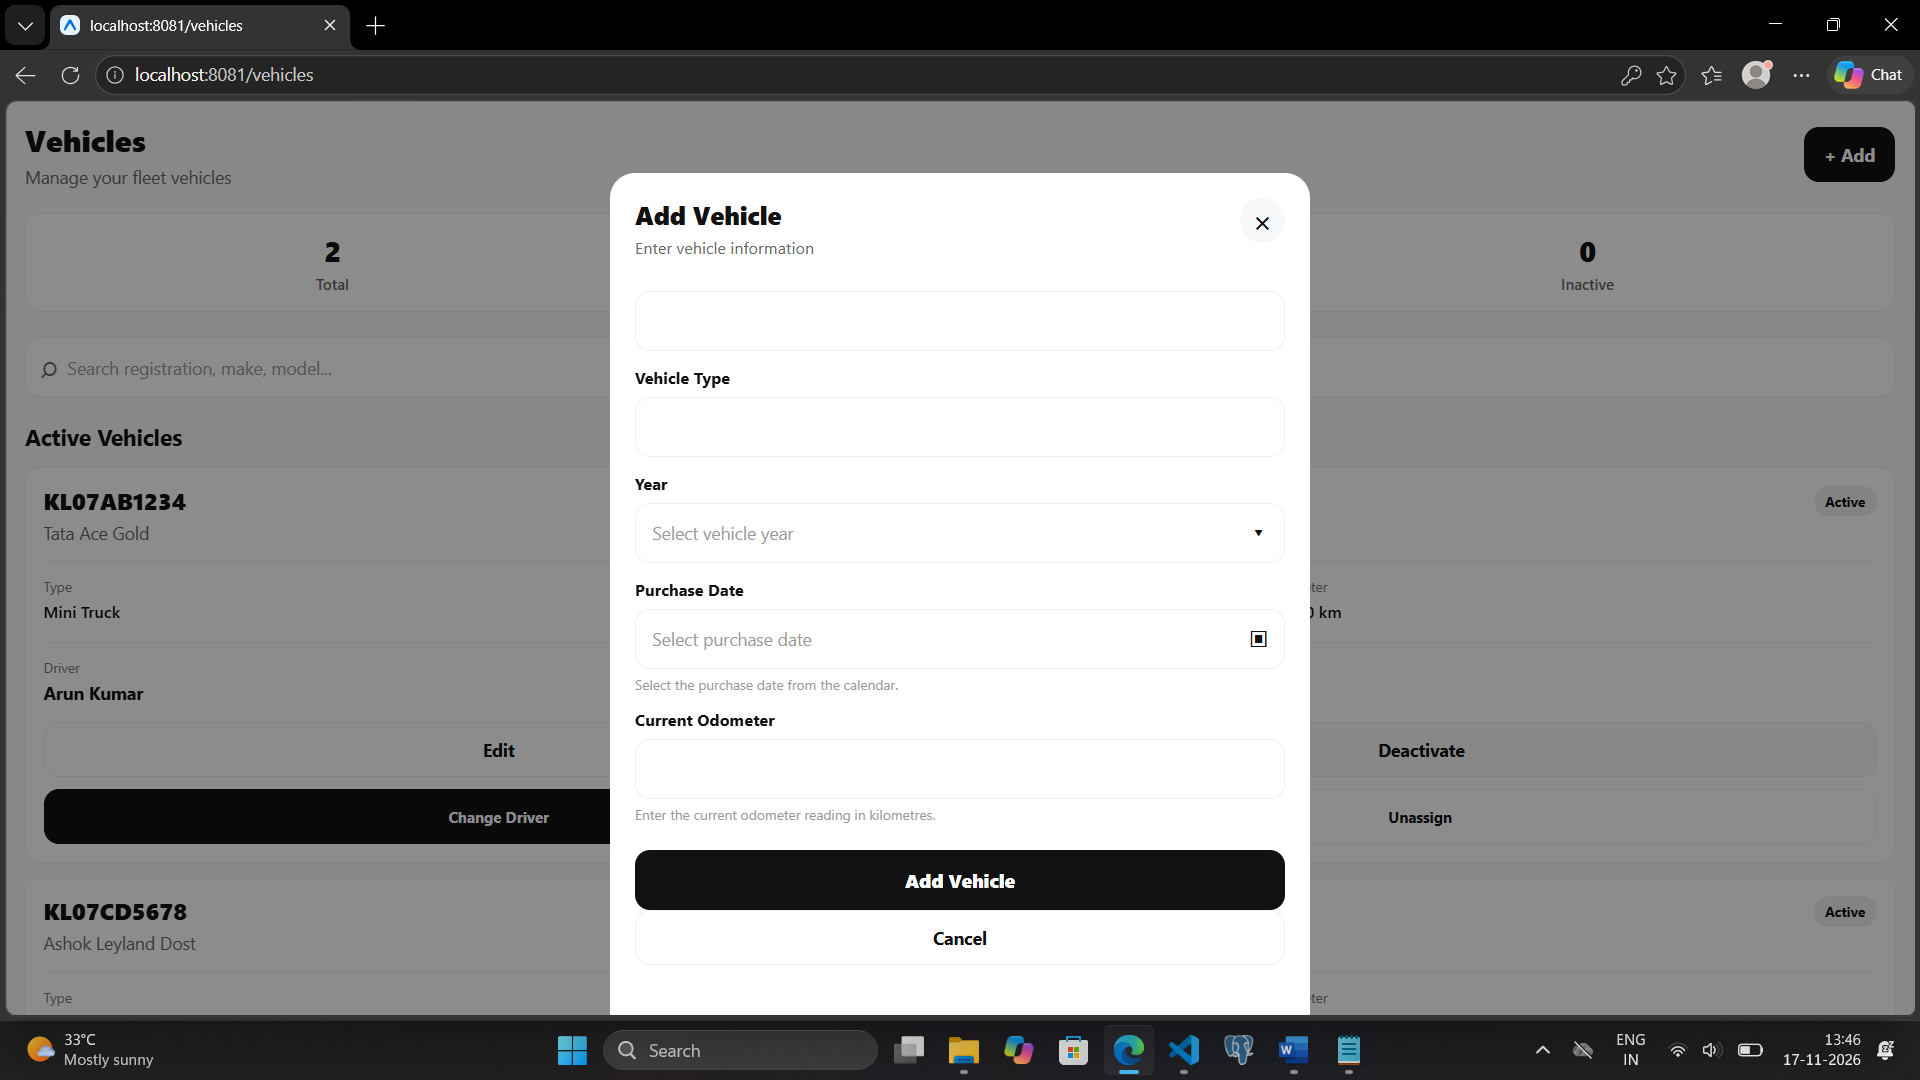 localhost:8081/vehicles
localhost:8081/vehicles
Chat
Vehicles
Manage your fleet vehicles
+ Add
2
Total
0
Inactive
Search registration, make, model...
Active Vehicles
KL07AB1234
Tata Ace Gold
Active
Type
Mini Truck
ter
0 km
Driver
Arun Kumar
Edit
Deactivate
Change Driver
Unassign
KL07CD5678
Ashok Leyland Dost
Active
Type
ter
Add Vehicle
Enter vehicle information
Vehicle Type
Year
Select vehicle year
Purchase Date
Select purchase date
Select the purchase date from the calendar.
Current Odometer
Enter the current odometer reading in kilometres.
Add Vehicle
Cancel
33°C
Mostly sunny
Search
ENG
IN
13:46
17-11-2026